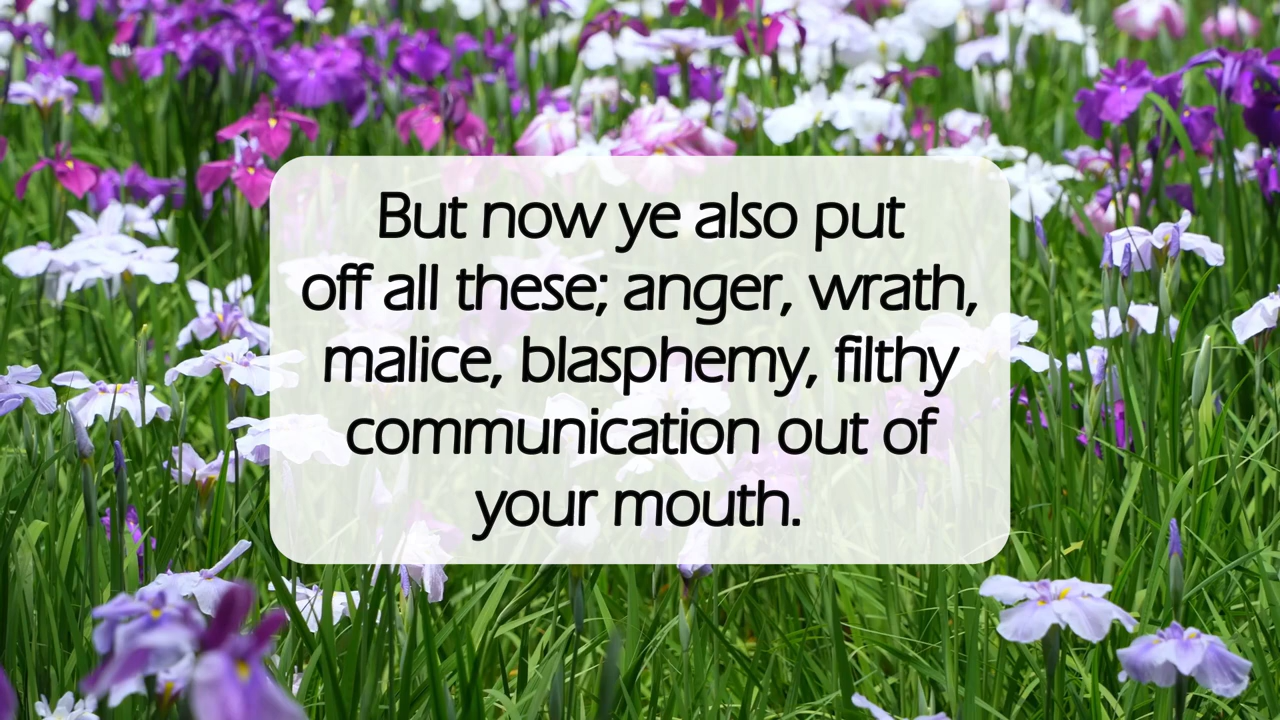 But now ye also put
off all these; anger, wrath,
malice, blasphemy, filthy
communication out of
your mouth.